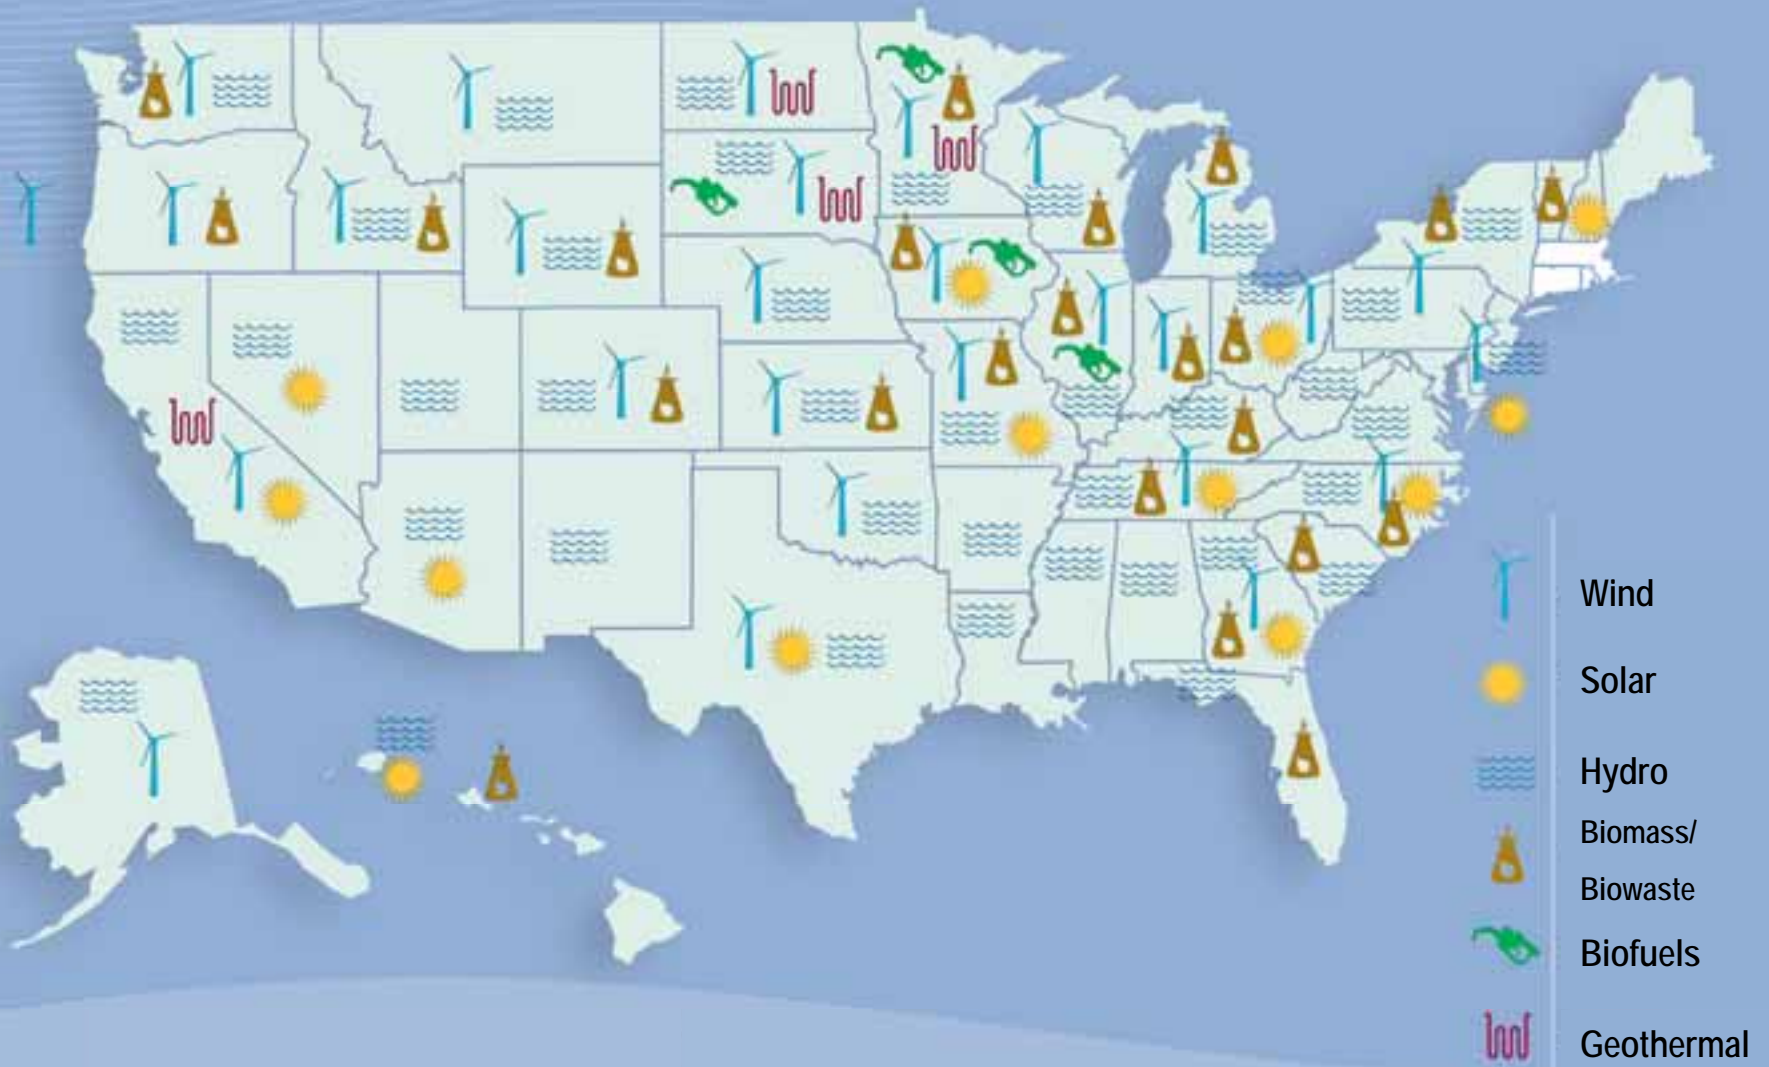 Wind
Solar
Hydro
Biomass/
Biowaste
Biofuels
Geothermal